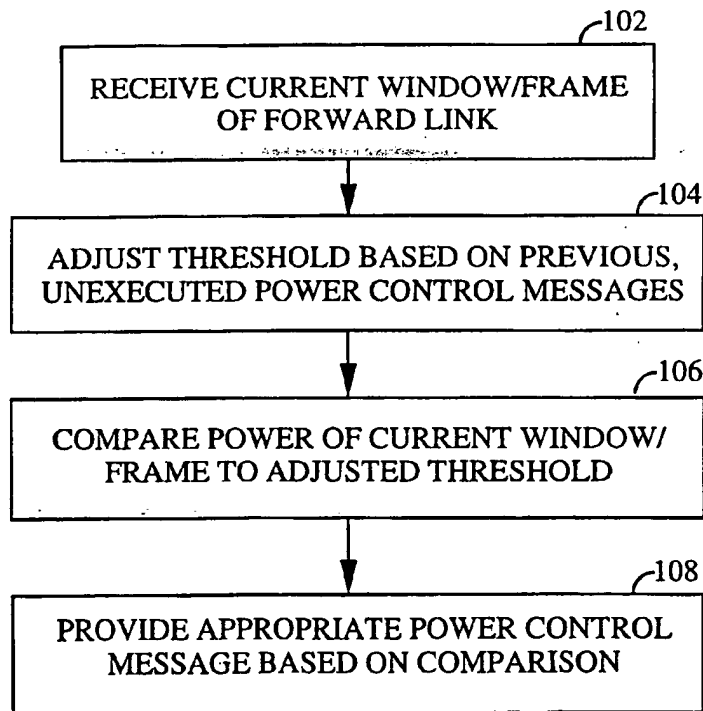 102
RECEIVE CURRENT WINDOW/FRAME
OF FORWARD LINK
104
ADJUST THRESHOLD BASED ON PREVIOUS,
UNEXECUTED POWER CONTROL MESSAGES
106
COMPARE POWER OF CURRENT WINDOW/
FRAME TO ADJUSTED THRESHOLD
108
PROVIDE APPROPRIATE POWER CONTROL
MESSAGE BASED ON COMPARISON